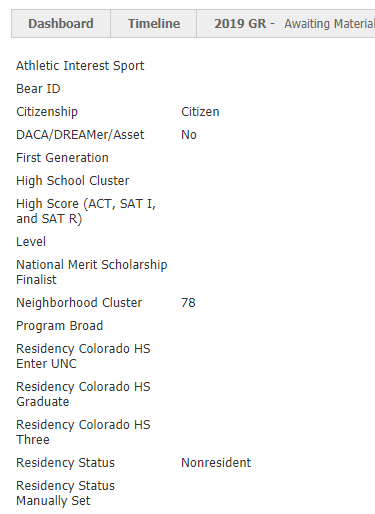 Dashboard Timeline 2019 GR - Awaiting Material
Athletic Interest Sport
Bear ID
Citizenship Citizen
DACA/DREAMer/Asset No
First Generation
High School Cluster
High Score (ACT, SAT I,
and SAT R)
Level
National Merit Scholarship
Finalist
Neighborhood Cluster 78
Program Broad
Residency Colorado HS
Enter UNC
Residency Colorado HS
Graduate
Residency Colorado HS
Three
Residency Status Nonresident
Residency Status
Manually Set